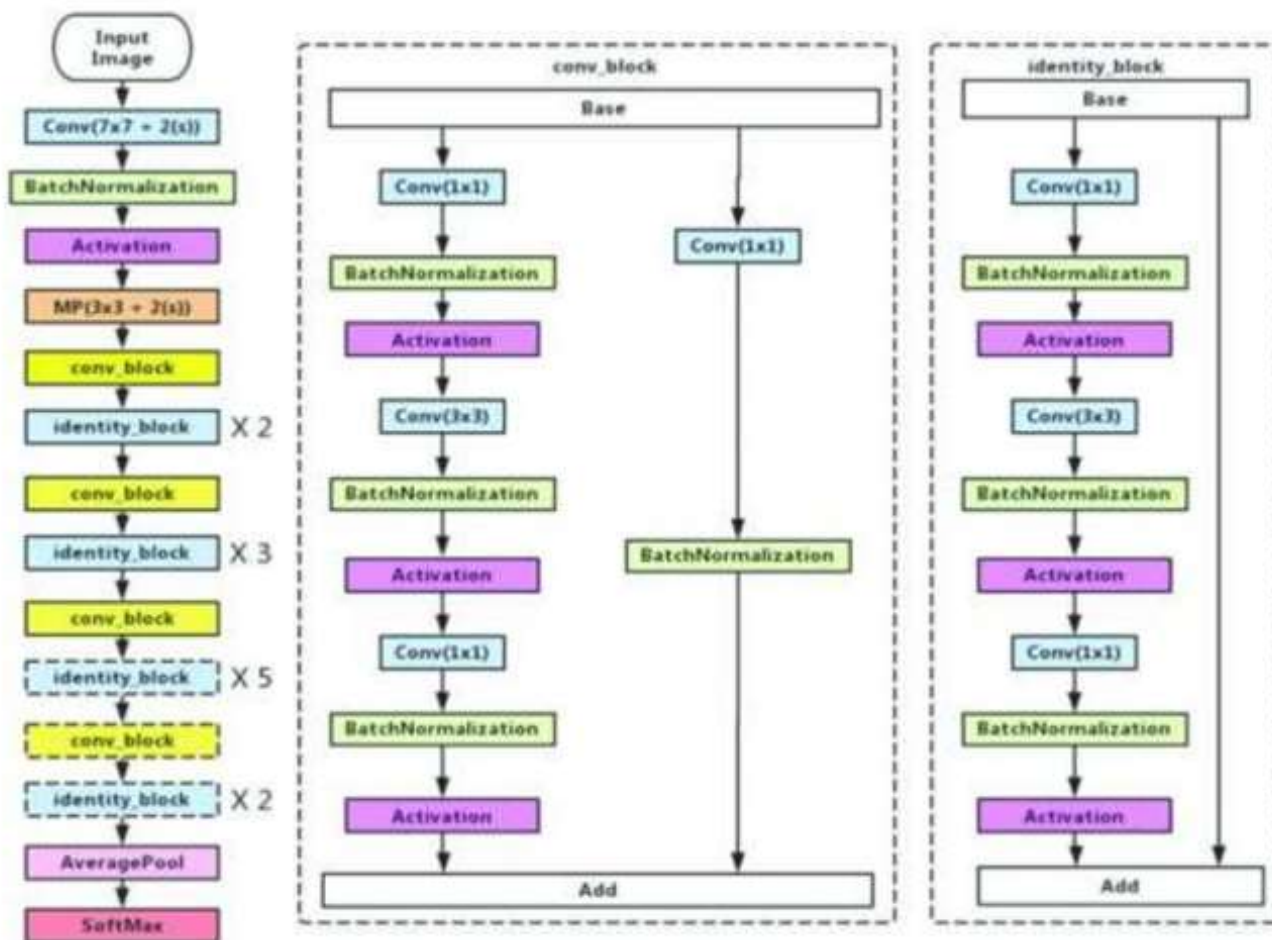 Input
Image
Conv(7x7 + 2(s))
BatchNormalization
Activation
MP(3x3 + 2(s))
conv_block
identity_block X 2
conv_block
identity_block X 3
conv_block
identity_block X 5
conv_block
identity_block X 2
AveragePool
SoftMax
conv_block
Base
Conv(1x1)
BatchNormalization
Activation
Conv(3x3)
BatchNormalization
Activation
Conv(1x1)
BatchNormalization
Activation
Conv(1x1)
BatchNormalization
Add
identity_block
Base
Conv(1x1)
BatchNormalization
Activation
Conv(3x3)
BatchNormalization
Activation
Conv(1x1)
BatchNormalization
Activation
Add